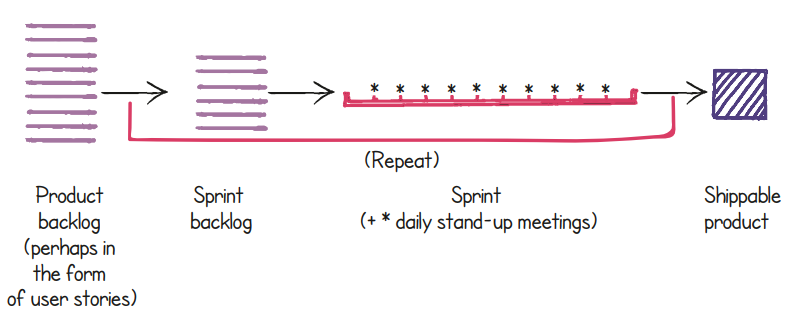 * * * * * * * * * *
(Repeat)
Product
backlog
(perhaps in
the form
of user stories)
Sprint
backlog
Sprint
(+ * daily stand-up meetings)
Shippable
product